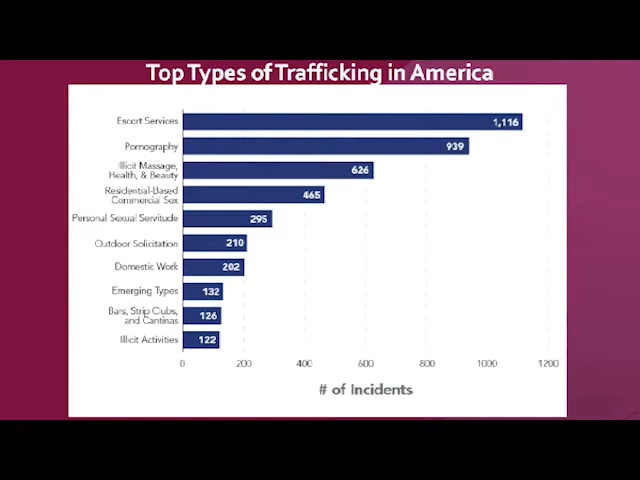 Top Types of Trafficking in America
Escort Services 1,116
Pornography 939
Illicit Massage,
Health, & Beauty 626
Residential-Based
Commercial Sex 465
Personal Sexual Servitude 295
Outdoor Solicitation 210
Domestic Work 202
Emerging Types 132
Bars, Strip Clubs,
and Cantinas 126
Illicit Activities 122
0 200 400 600 800 1000 1200
# of Incidents